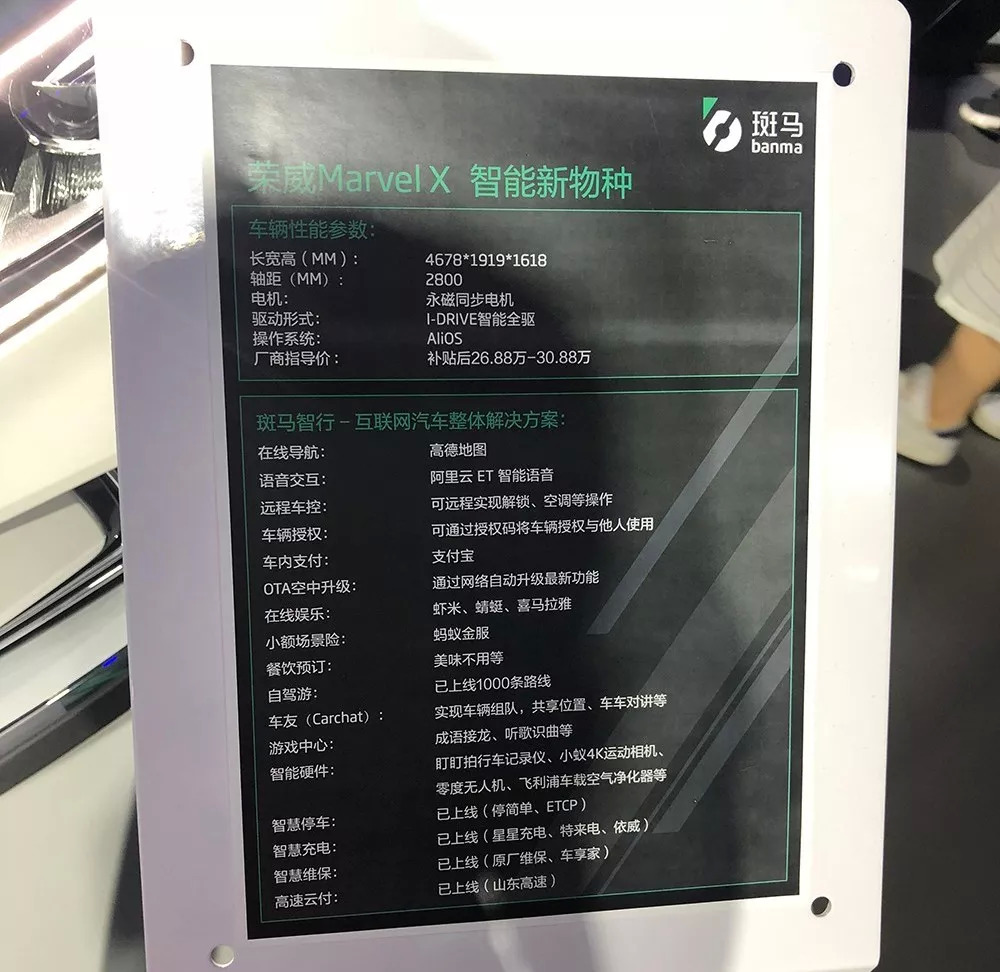 斑马
banma
荣威Marvel X 智能新物种
车辆性能参数：
长宽高（MM）： 4678*1919*1618
轴距（MM）： 2800
电机： 永磁同步电机
驱动形式： I-DRIVE智能全驱
操作系统： AliOS
厂商指导价： 补贴后26.88万-30.88万
斑马智行 – 互联网汽车整体解决方案：
在线导航： 高德地图
语音交互： 阿里云 ET 智能语音
远程车控： 可远程实现解锁、空调等操作
车辆授权： 可通过授权码将车辆授权与他人使用
车内支付： 支付宝
OTA空中升级： 通过网络自动升级最新功能
在线娱乐： 虾米、蜻蜓、喜马拉雅
小额场景险： 蚂蚁金服
餐饮预订： 美味不用等
自驾游： 已上线1000条路线
车友（Carchat）： 实现车辆组队，共享位置、车车对讲等
游戏中心： 成语接龙、听歌识曲等
智能硬件： 盯盯拍行车记录仪、小蚁4K运动相机、
零度无人机、飞利浦车载空气净化器等
智慧停车： 已上线（停简单、ETCP）
智慧充电： 已上线（星星充电、特来电、依威）
智慧维保： 已上线（原厂维保、车享家）
高速云付： 已上线（山东高速）